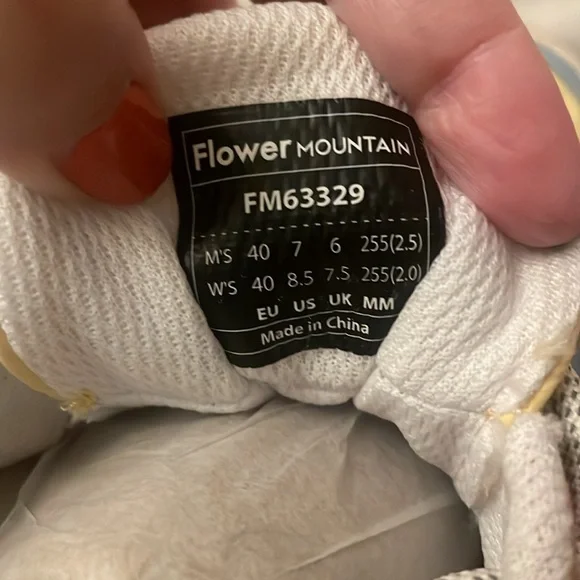 Flower MOUNTAIN
FM63329
M'S 40 7 6 255(2.5)
W'S 40 8.5 7.5 255(2.0)
EU US UK MM
Made in China